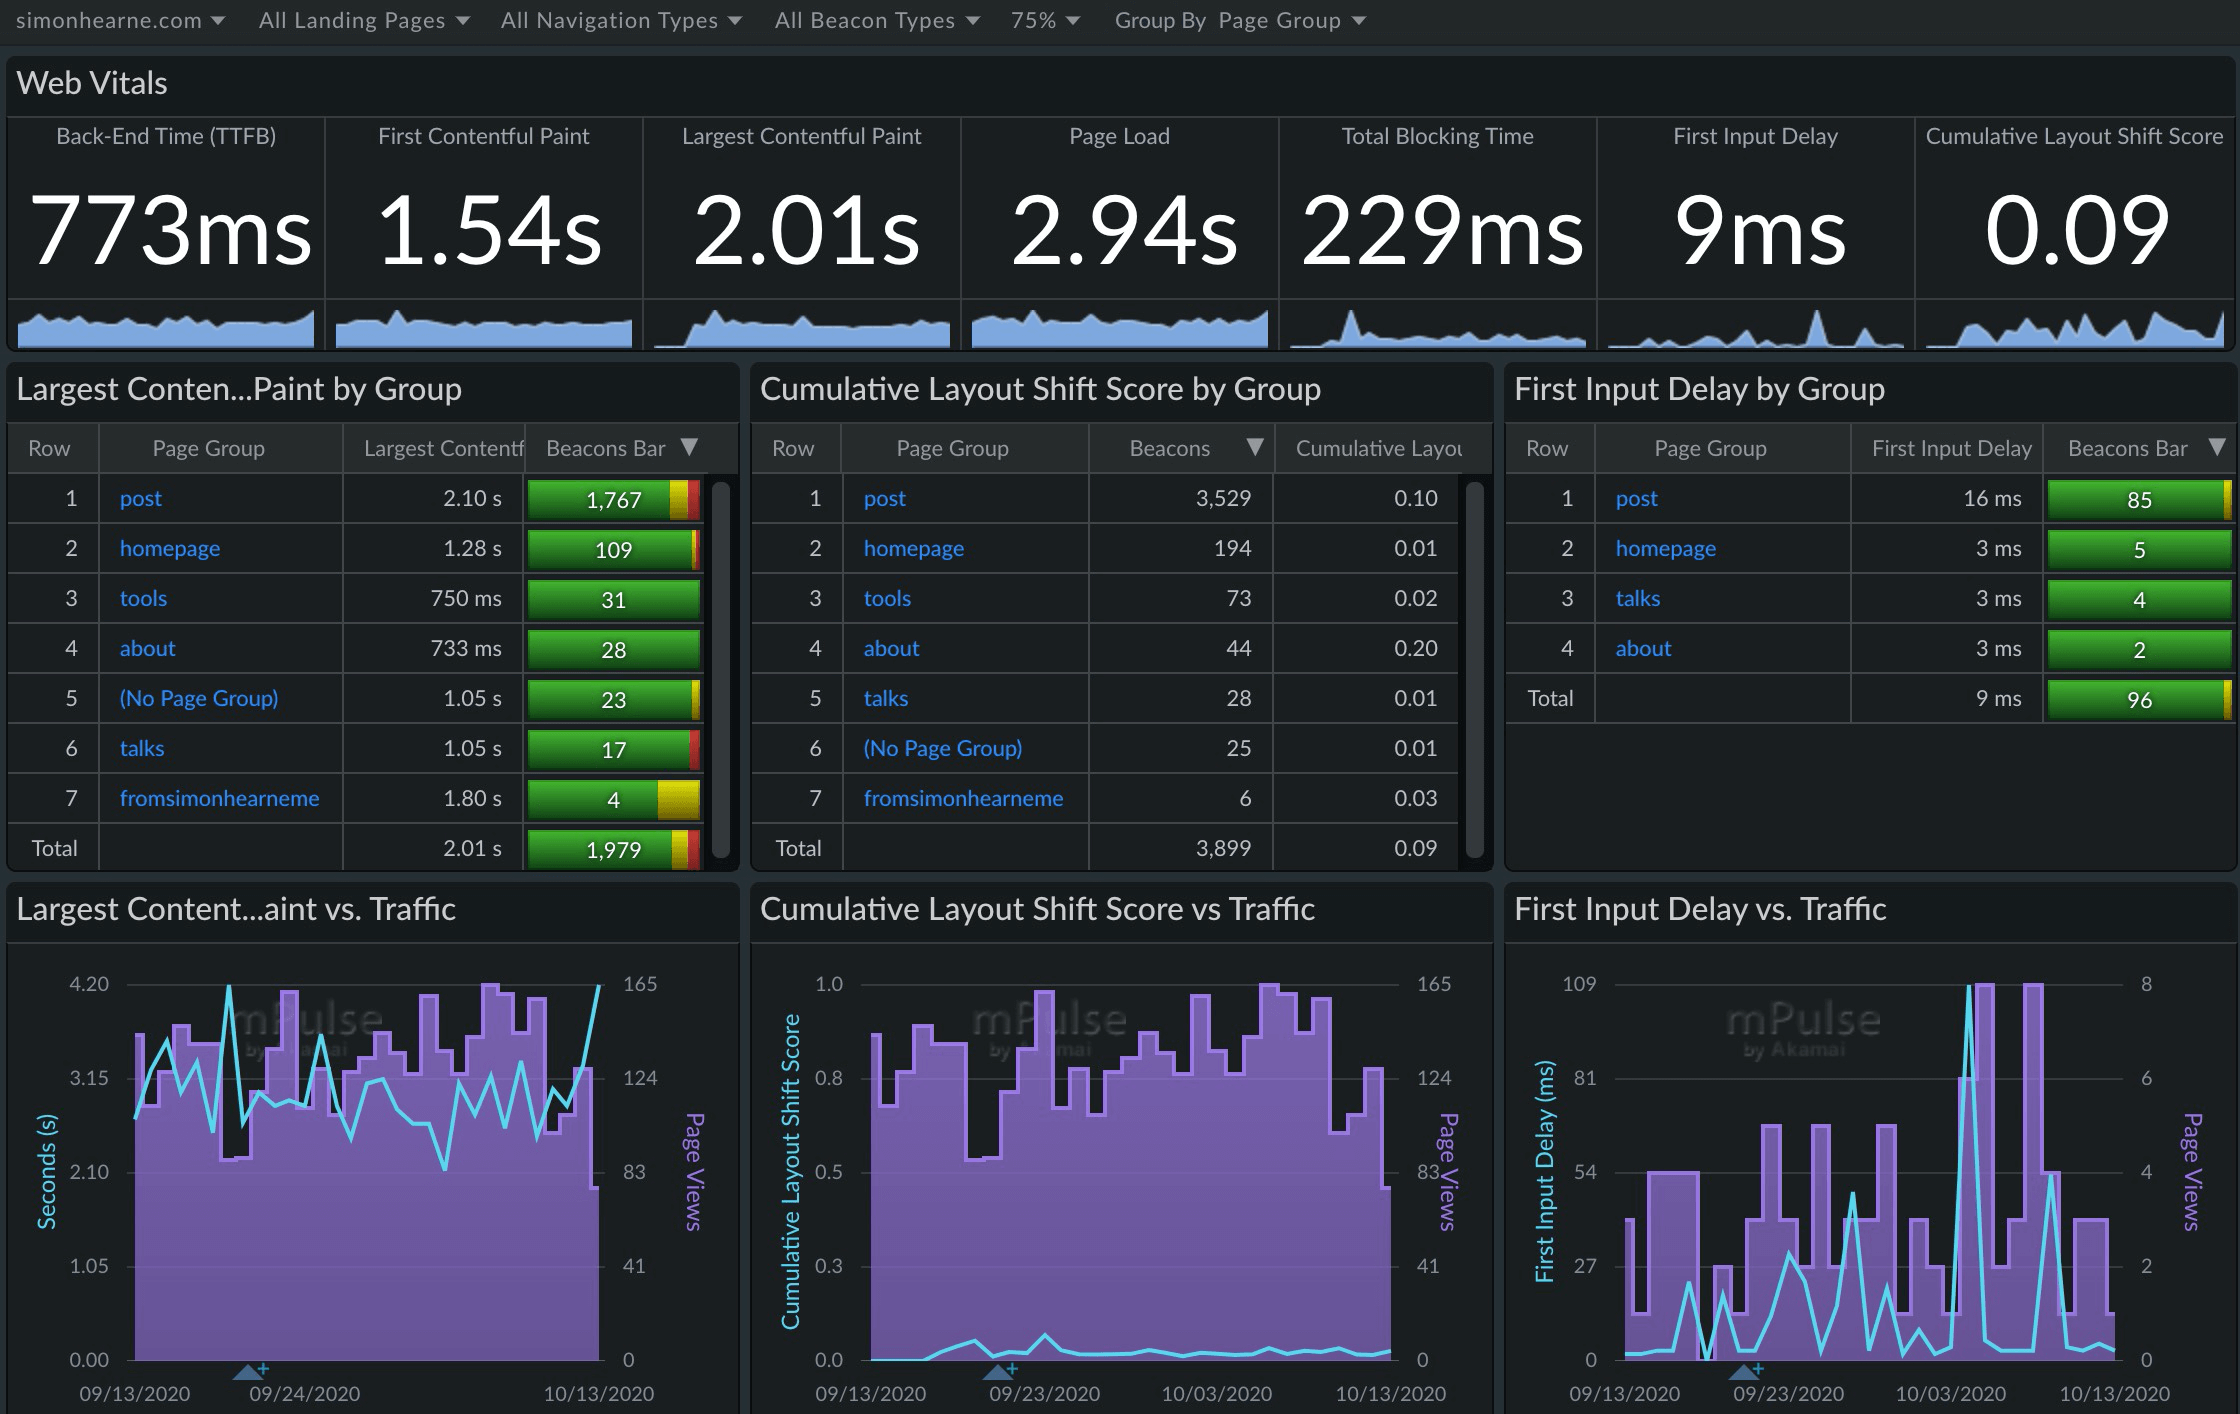 simonhearne.com All Landing Pages All Navigation Types All Beacon Types 75% Group By Page Group
Web Vitals
Back-End Time (TTFB) First Contentful Paint Largest Contentful Paint Page Load Total Blocking Time First Input Delay Cumulative Layout Shift Score
773ms 1.54s 2.01s 2.94s 229ms 9ms 0.09
Largest Conten...Paint by Group
Row Page Group Largest Contentf Beacons Bar
1 post 2.10 s 1,767
2 homepage 1.28 s 109
3 tools 750 ms 31
4 about 733 ms 28
5 (No Page Group) 1.05 s 23
6 talks 1.05 s 17
7 fromsimonhearneme 1.80 s 4
Total 2.01 s 1,979
Cumulative Layout Shift Score by Group
Row Page Group Beacons Cumulative Layou
1 post 3,529 0.10
2 homepage 194 0.01
3 tools 73 0.02
4 about 44 0.20
5 talks 28 0.01
6 (No Page Group) 25 0.01
7 fromsimonhearneme 6 0.03
Total 3,899 0.09
First Input Delay by Group
Row Page Group First Input Delay Beacons Bar
1 post 16 ms 85
2 homepage 3 ms 5
3 talks 3 ms 4
4 about 3 ms 2
Total 9 ms 96
Largest Content...aint vs. Traffic
4.20 165
mPulse
by Akamai
3.15 124
Seconds (s)
Page Views
2.10 83
1.05 41
0.00 0
09/13/2020 09/24/2020 10/13/2020
Cumulative Layout Shift Score vs Traffic
1.0 165
mPulse
by Akamai
0.8 124
Cumulative Layout Shift Score
Page Views
0.5 83
0.3 41
0.0 0
09/13/2020 09/23/2020 10/03/2020 10/13/2020
First Input Delay vs. Traffic
109 8
mPulse
by Akamai
81 6
First Input Delay (ms)
Page Views
54 4
27 2
0 0
09/13/2020 09/23/2020 10/03/2020 10/13/2020